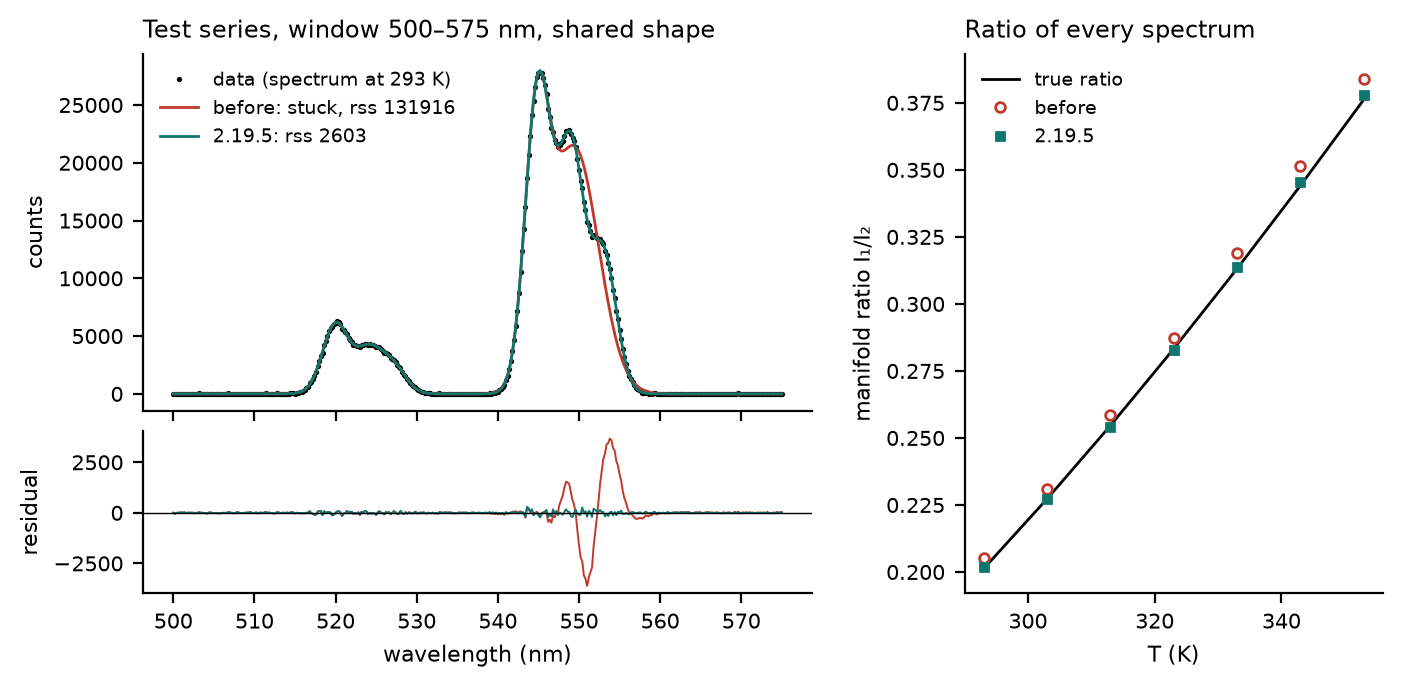 Test series, window 500–575 nm, shared shape
data (spectrum at 293 K)
before: stuck, rss 131916
2.19.5: rss 2603
counts
25000
20000
15000
10000
5000
0
residual
2500
0
−2500
500 510 520 530 540 550 560 570
wavelength (nm)
Ratio of every spectrum
true ratio
before
2.19.5
manifold ratio I₁/I₂
0.375
0.350
0.325
0.300
0.275
0.250
0.225
0.200
300 320 340
T (K)